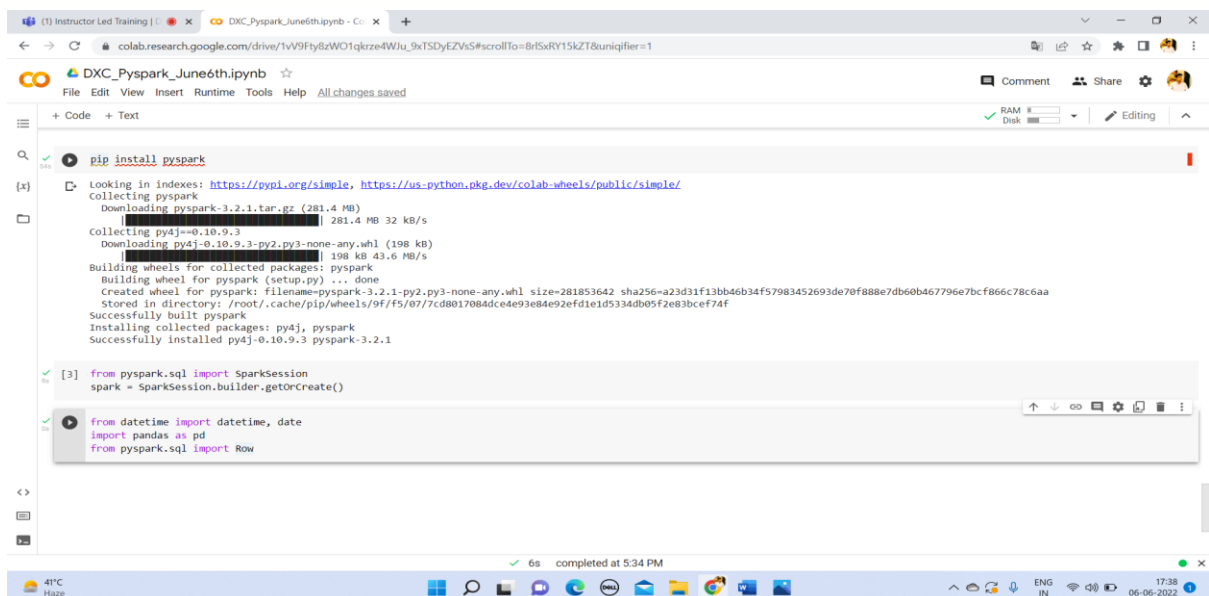 (1) Instructor Led Training | D
DXC_Pyspark_June6th.ipynb - Co
colab.research.google.com/drive/1vV9Fty8zWO1qkrze4WJu_9xTSDyEZVsS#scrollTo=8rlSxRY15kZT&uniqifier=1
DXC_Pyspark_June6th.ipynb
Comment Share
File Edit View Insert Runtime Tools Help All changes saved
+ Code + Text
RAM
Disk
Editing
54s
pip install pyspark
{x}
Looking in indexes: https://pypi.org/simple, https://us-python.pkg.dev/colab-wheels/public/simple/
Collecting pyspark
Downloading pyspark-3.2.1.tar.gz (281.4 MB)
| | 281.4 MB 32 kB/s
Collecting py4j==0.10.9.3
Downloading py4j-0.10.9.3-py2.py3-none-any.whl (198 kB)
| | 198 kB 43.6 MB/s
Building wheels for collected packages: pyspark
Building wheel for pyspark (setup.py) ... done
Created wheel for pyspark: filename=pyspark-3.2.1-py2.py3-none-any.whl size=281853642 sha256=a23d31f13bb46b34f57983452693de70f888e7db60b467796e7bcf866c78c6aa
Stored in directory: /root/.cache/pip/wheels/9f/f5/07/7cd8017084dce4e93e84e92efd1e1d5334db05f2e83bcef74f
Successfully built pyspark
Installing collected packages: py4j, pyspark
Successfully installed py4j-0.10.9.3 pyspark-3.2.1
[3] from pyspark.sql import SparkSession
spark = SparkSession.builder.getOrCreate()
from datetime import datetime, date
import pandas as pd
from pyspark.sql import Row
6s completed at 5:34 PM
41°C
Haze
DELL
ENG
IN
17:38
06-06-2022
1